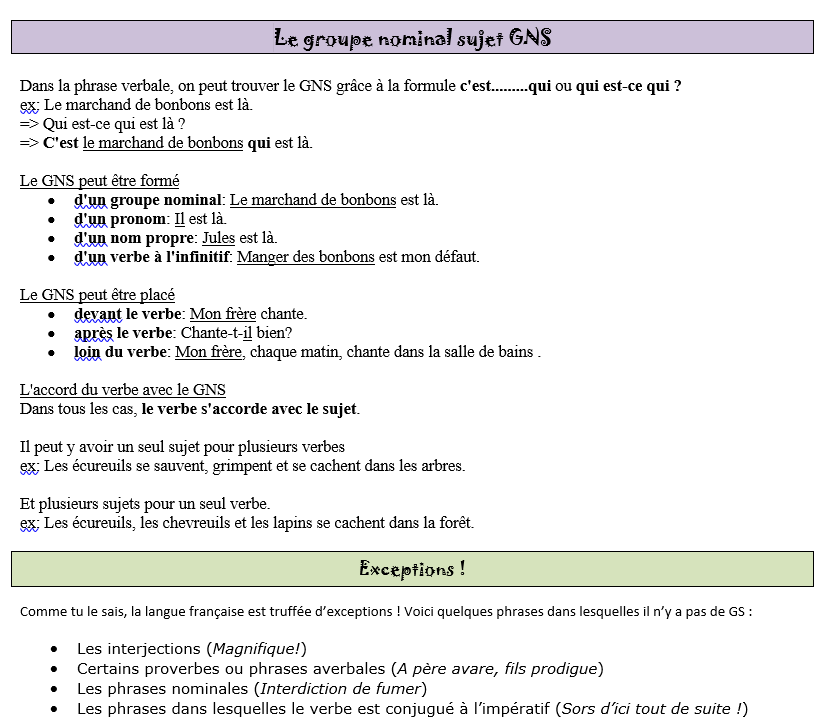 Le groupe nominal sujet GNS
Dans la phrase verbale, on peut trouver le GNS grâce à la formule c'est.........qui ou qui est-ce qui ?
ex: Le marchand de bonbons est là.
=> Qui est-ce qui est là ?
=> C'est le marchand de bonbons qui est là.
Le GNS peut être formé
• d'un groupe nominal: Le marchand de bonbons est là.
• d'un pronom: Il est là.
• d'un nom propre: Jules est là.
• d'un verbe à l'infinitif: Manger des bonbons est mon défaut.
Le GNS peut être placé
• devant le verbe: Mon frère chante.
• après le verbe: Chante-t-il bien?
• loin du verbe: Mon frère, chaque matin, chante dans la salle de bains .
L'accord du verbe avec le GNS
Dans tous les cas, le verbe s'accorde avec le sujet.
Il peut y avoir un seul sujet pour plusieurs verbes
ex: Les écureuils se sauvent, grimpent et se cachent dans les arbres.
Et plusieurs sujets pour un seul verbe.
ex: Les écureuils, les chevreuils et les lapins se cachent dans la forêt.
Exceptions !
Comme tu le sais, la langue française est truffée d’exceptions ! Voici quelques phrases dans lesquelles il n’y a pas de GS :
• Les interjections (Magnifique!)
• Certains proverbes ou phrases averbales (A père avare, fils prodigue)
• Les phrases nominales (Interdiction de fumer)
• Les phrases dans lesquelles le verbe est conjugué à l’impératif (Sors d’ici tout de suite !)